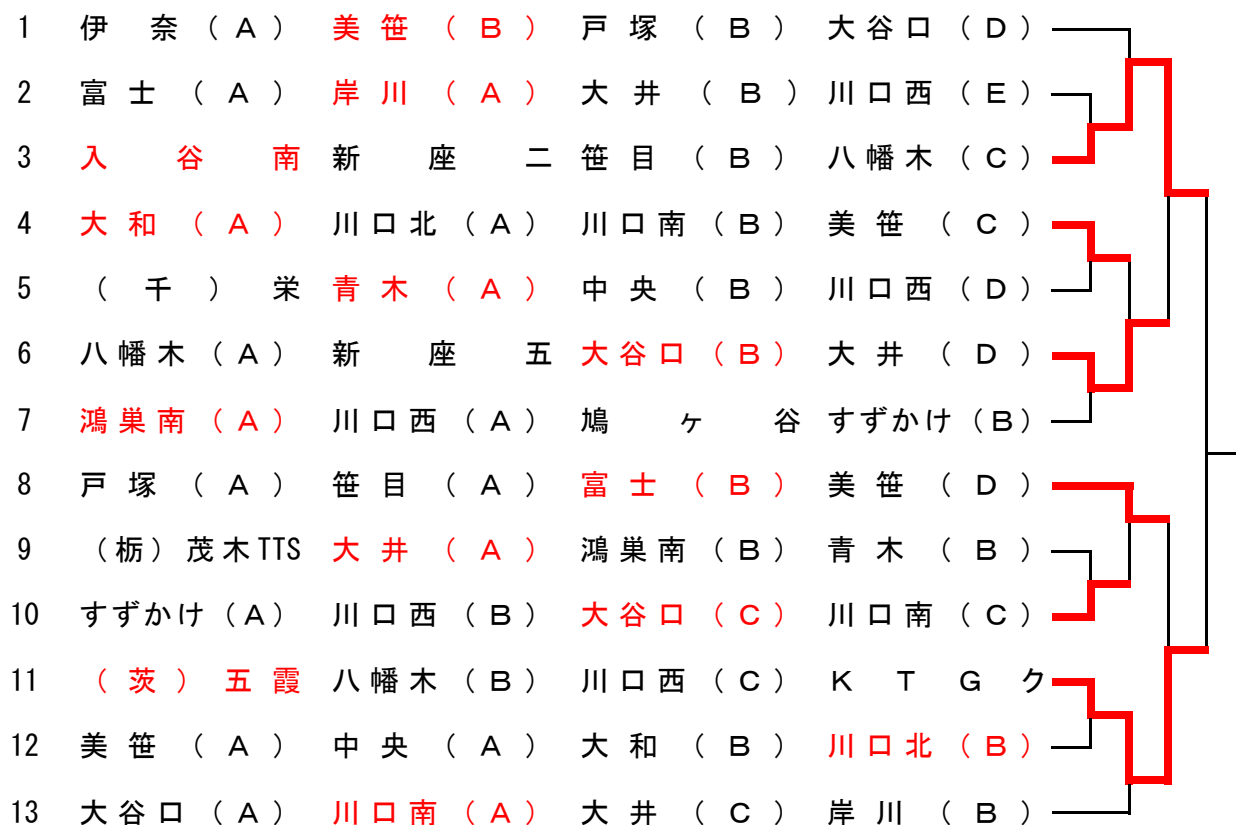 1 伊奈(A) 美笹(B) 戸塚(B) 大谷口(D)
2 富士(A) 岸川(A) 大井(B) 川口西(E)
3 入谷南 新座二 笹目(B) 八幡木(C)
4 大和(A) 川口北(A) 川口南(B) 美笹(C)
5 (千)栄 青木(A) 中央(B) 川口西(D)
6 八幡木(A) 新座五 大谷口(B) 大井(D)
7 鴻巣南(A) 川口西(A) 鳩ヶ谷 すずかけ(B)
8 戸塚(A) 笹目(A) 富士(B) 美笹(D)
9 (栃)茂木TTS 大井(A) 鴻巣南(B) 青木(B)
10 すずかけ(A) 川口西(B) 大谷口(C) 川口南(C)
11 (茨)五霞 八幡木(B) 川口西(C) KTGク
12 美笹(A) 中央(A) 大和(B) 川口北(B)
13 大谷口(A) 川口南(A) 大井(C) 岸川(B)